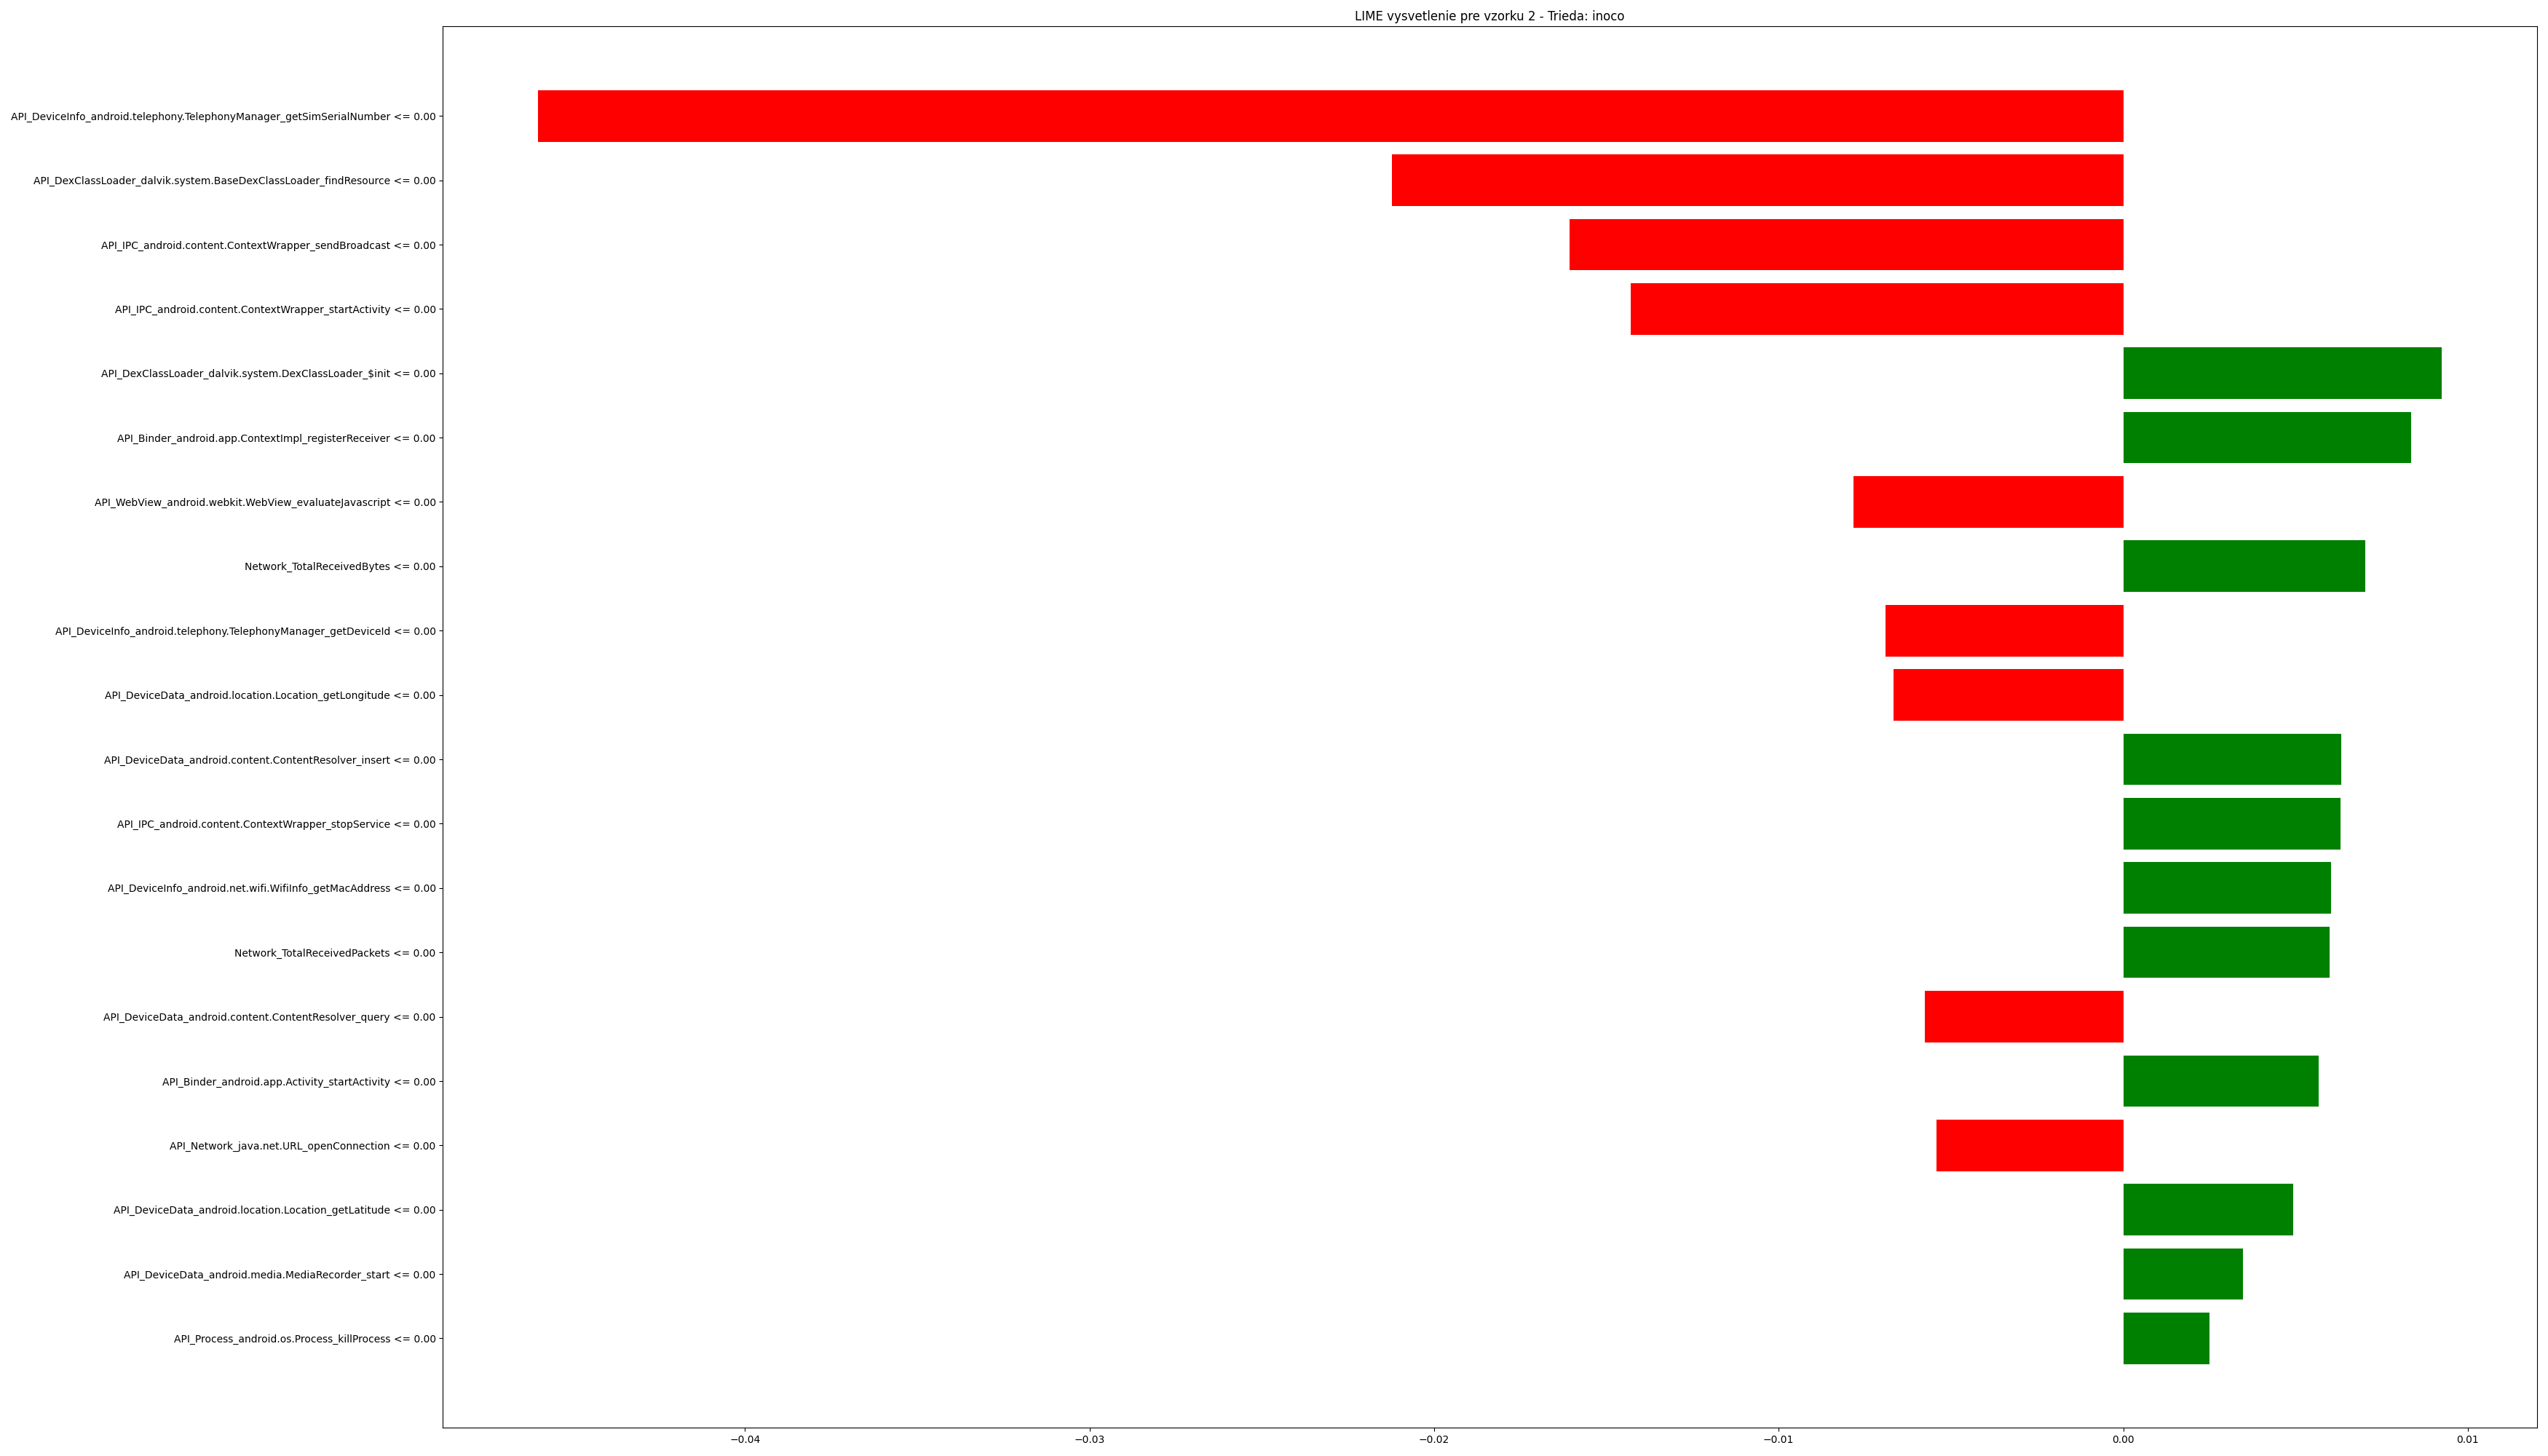 LIME vysvetlenie pre vzorku 2 - Trieda: inoco
API_DeviceInfo_android.telephony.TelephonyManager_getSimSerialNumber <= 0.00
API_DexClassLoader_dalvik.system.BaseDexClassLoader_findResource <= 0.00
API_IPC_android.content.ContextWrapper_sendBroadcast <= 0.00
API_IPC_android.content.ContextWrapper_startActivity <= 0.00
API_DexClassLoader_dalvik.system.DexClassLoader_$init <= 0.00
API_Binder_android.app.ContextImpl_registerReceiver <= 0.00
API_WebView_android.webkit.WebView_evaluateJavascript <= 0.00
Network_TotalReceivedBytes <= 0.00
API_DeviceInfo_android.telephony.TelephonyManager_getDeviceId <= 0.00
API_DeviceData_android.location.Location_getLongitude <= 0.00
API_DeviceData_android.content.ContentResolver_insert <= 0.00
API_IPC_android.content.ContextWrapper_stopService <= 0.00
API_DeviceInfo_android.net.wifi.WifiInfo_getMacAddress <= 0.00
Network_TotalReceivedPackets <= 0.00
API_DeviceData_android.content.ContentResolver_query <= 0.00
API_Binder_android.app.Activity_startActivity <= 0.00
API_Network_java.net.URL_openConnection <= 0.00
API_DeviceData_android.location.Location_getLatitude <= 0.00
API_DeviceData_android.media.MediaRecorder_start <= 0.00
API_Process_android.os.Process_killProcess <= 0.00
−0.04 −0.03 −0.02 −0.01 0.00 0.01